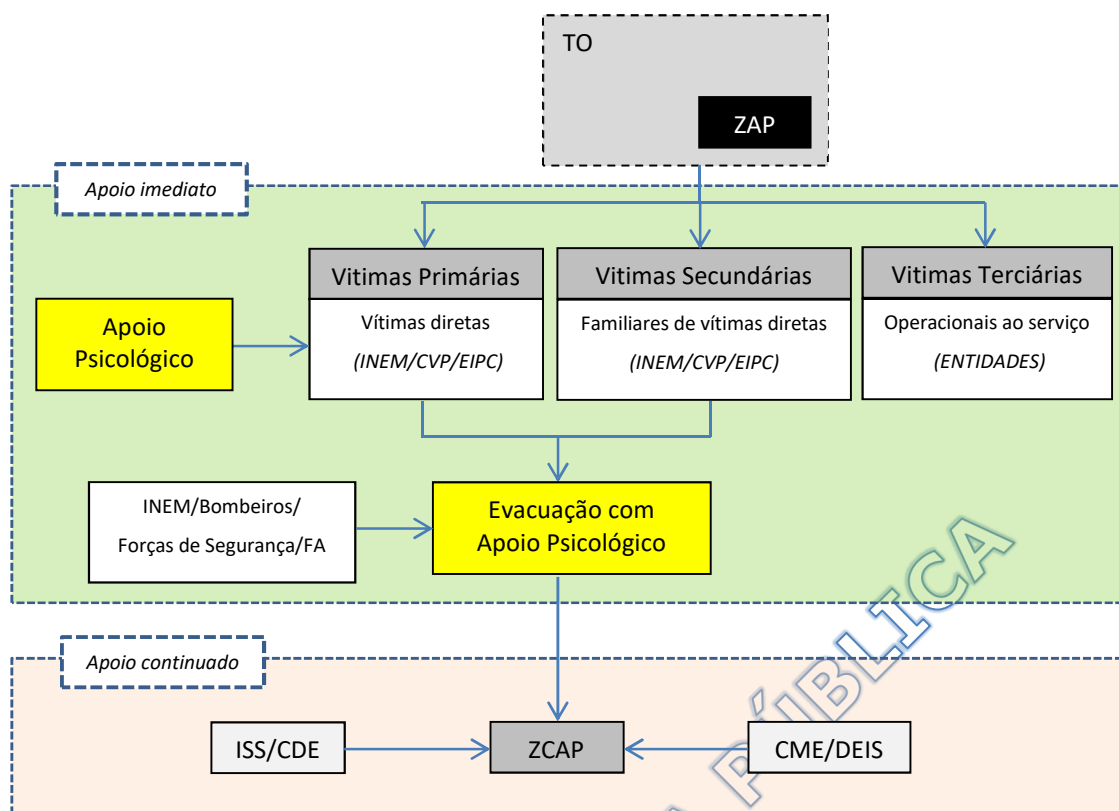 TO
ZAP
Apoio imediato
Vitimas Primárias
Vítimas diretas
(INEM/CVP/EIPC)
Vitimas Secundárias
Familiares de vítimas diretas
(INEM/CVP/EIPC)
Vitimas Terciárias
Operacionais ao serviço
(ENTIDADES)
Apoio
Psicológico
INEM/Bombeiros/
Forças de Segurança/FA
Evacuação com
Apoio Psicológico
Apoio continuado
ISS/CDE
ZCAP
CME/DEIS
PÚBLICA